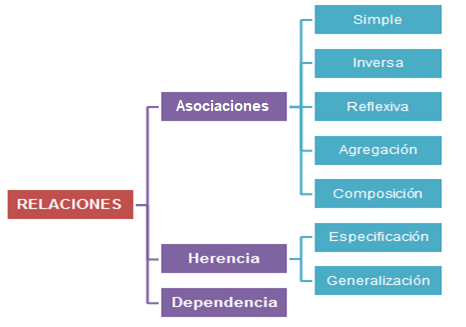 RELACIONES
Asociaciones
Simple
Inversa
Reflexiva
Agregación
Composición
Herencia
Especificación
Generalización
Dependencia